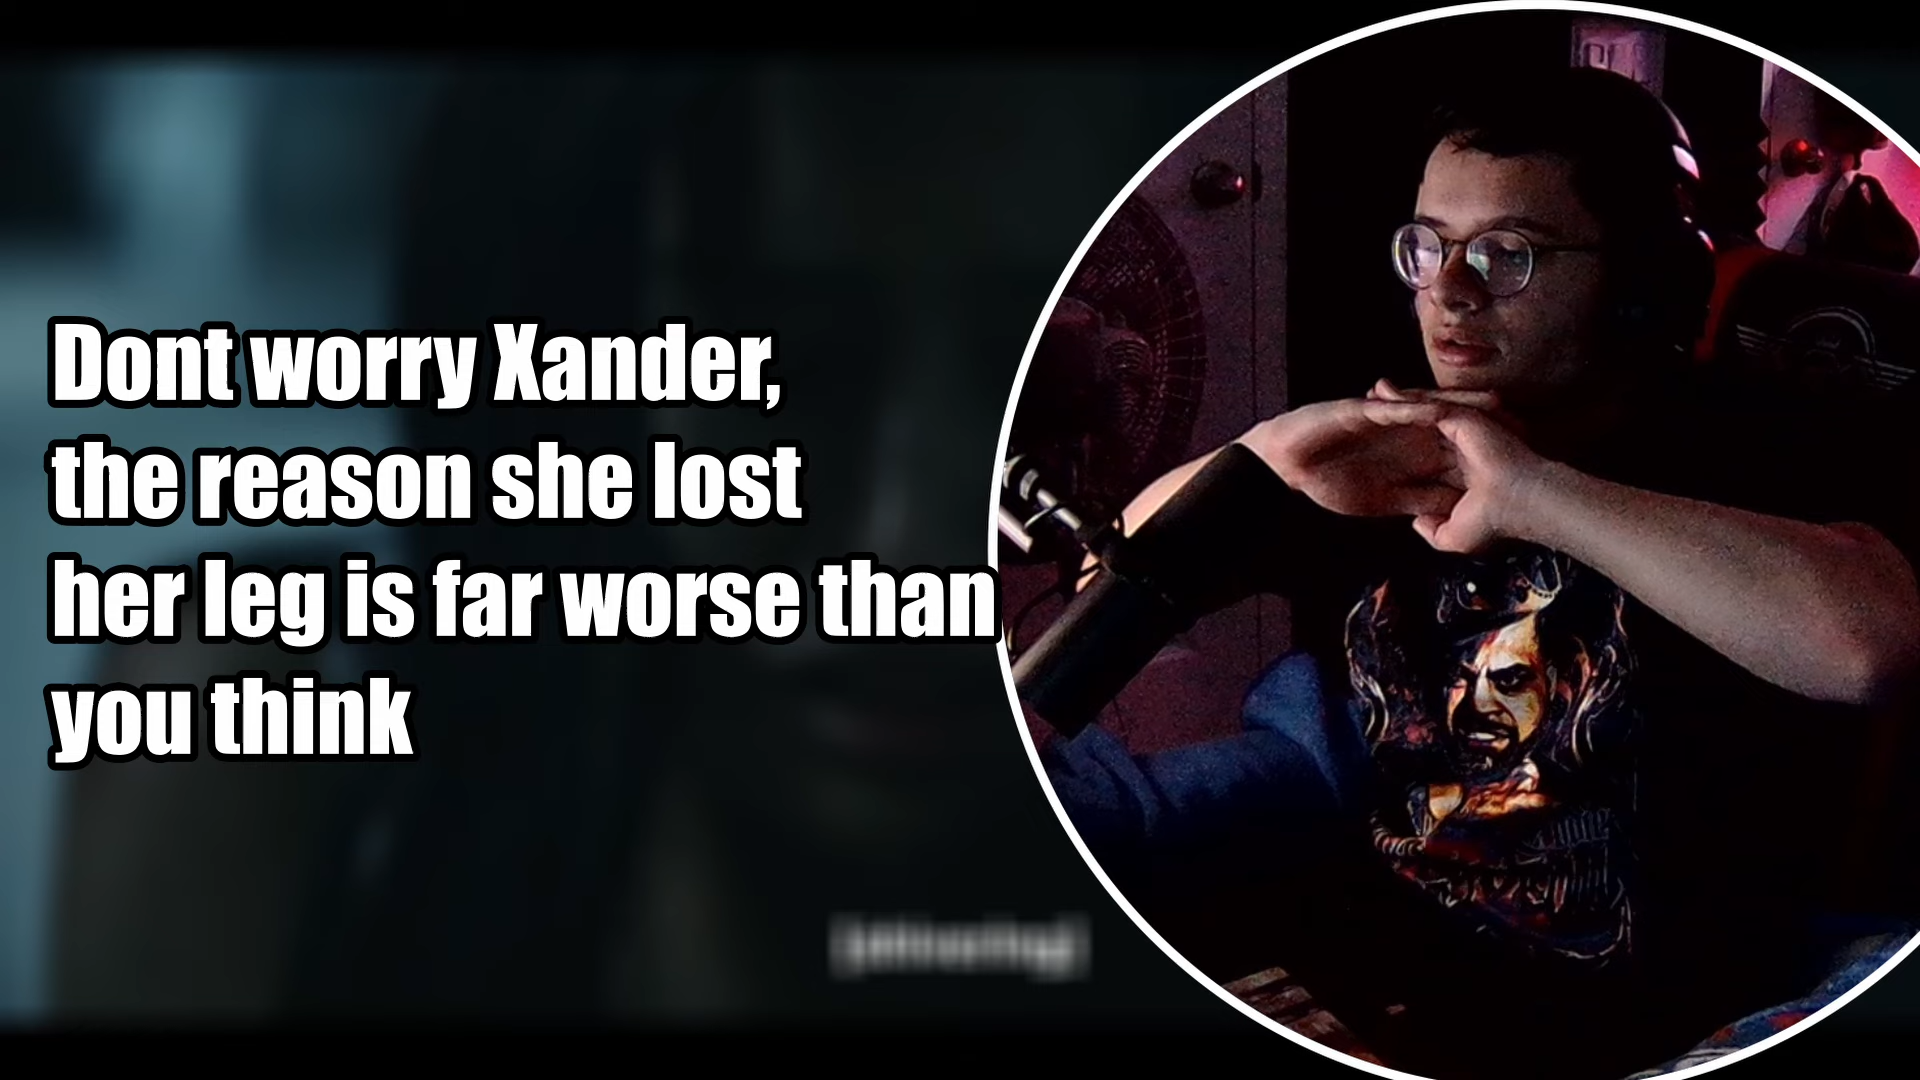 Dont worry Xander,
the reason she lost
her leg is far worse than
you think